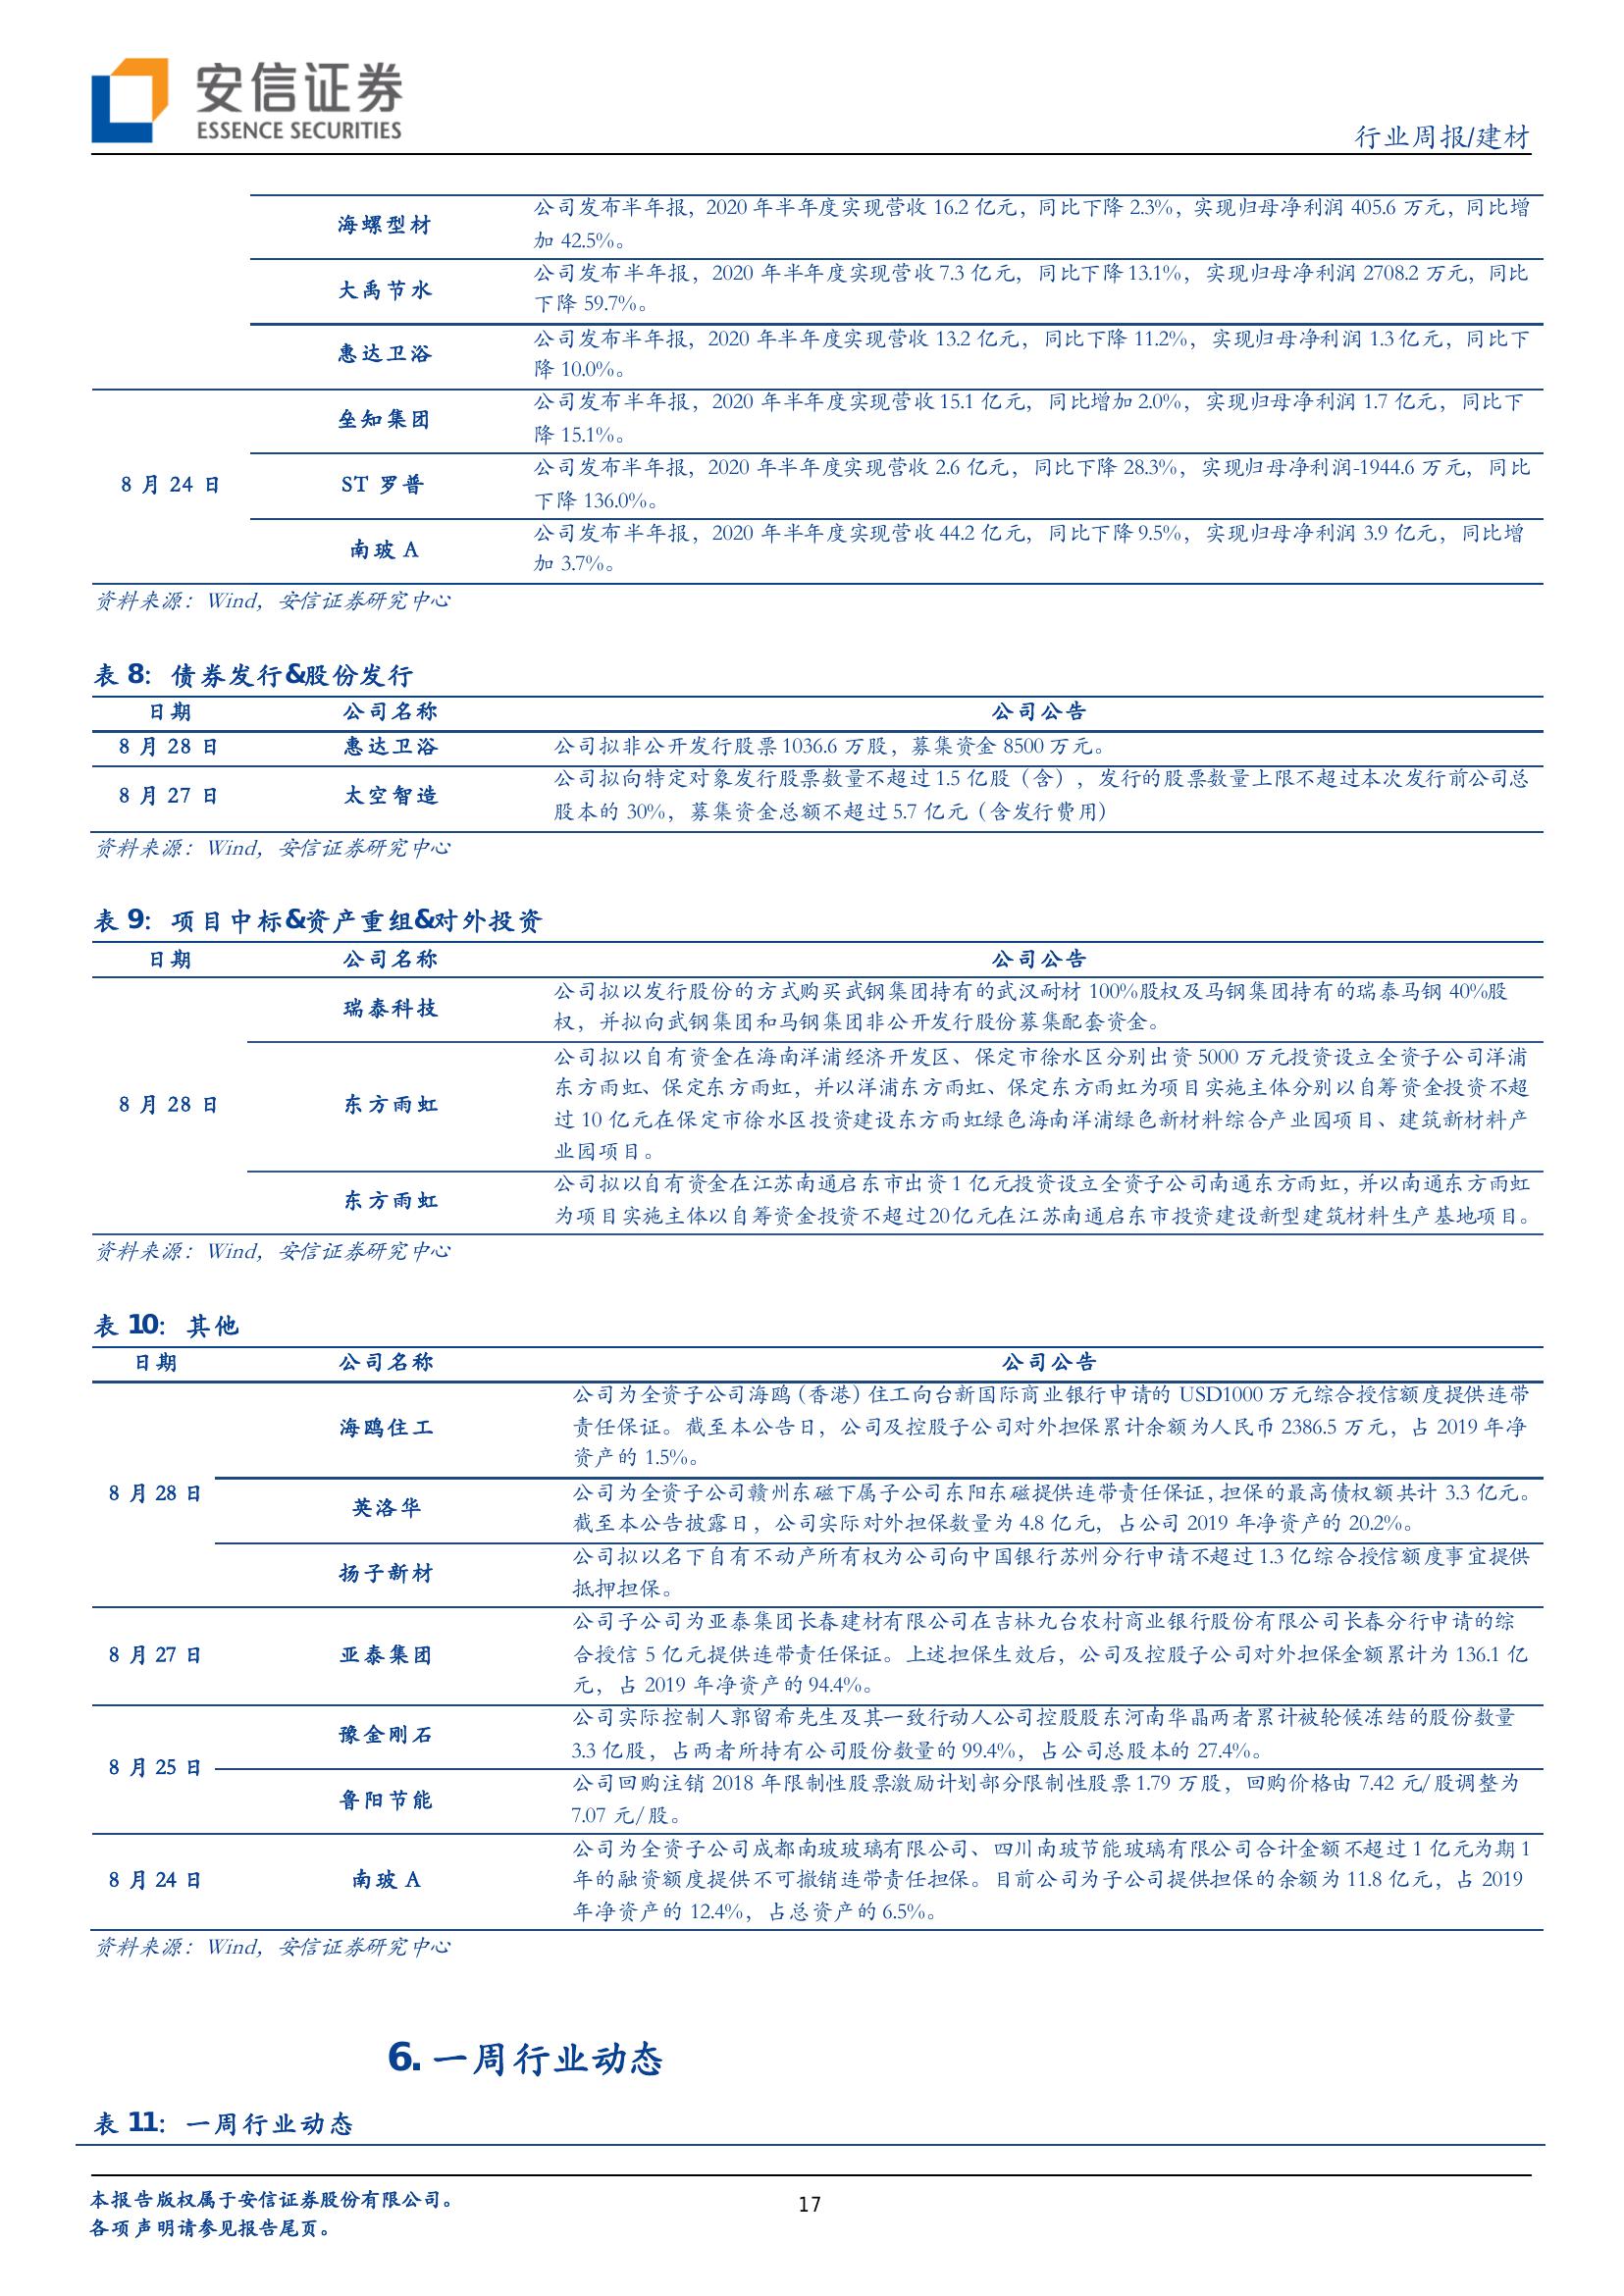 安信证券
ESSENCE SECURITIES
行业周报/建材
海螺型材
公司发布半年报，2020 年半年度实现营收 16.2 亿元，同比下降 2.3%，实现归母净利润 405.6 万元，同比增
加 42.5%。
大禹节水
公司发布半年报，2020 年半年度实现营收 7.3 亿元，同比下降 13.1%，实现归母净利润 2708.2 万元，同比
下降 59.7%。
惠达卫浴
公司发布半年报，2020 年半年度实现营收 13.2 亿元，同比下降 11.2%，实现归母净利润 1.3 亿元，同比下
降 10.0%。
8 月 24 日
垒知集团
公司发布半年报，2020 年半年度实现营收 15.1 亿元，同比增加 2.0%，实现归母净利润 1.7 亿元，同比下
降 15.1%。
ST 罗普
公司发布半年报，2020 年半年度实现营收 2.6 亿元，同比下降 28.3%，实现归母净利润-1944.6 万元，同比
下降 136.0%。
南玻 A
公司发布半年报，2020 年半年度实现营收 44.2 亿元，同比下降 9.5%，实现归母净利润 3.9 亿元，同比增
加 3.7%。
资料来源：Wind，安信证券研究中心
表 8：债券发行&股份发行
日期 公司名称 公司公告
8 月 28 日 惠达卫浴 公司拟非公开发行股票 1036.6 万股，募集资金 8500 万元。
8 月 27 日 太空智造
公司拟向特定对象发行股票数量不超过 1.5 亿股（含），发行的股票数量上限不超过本次发行前公司总
股本的 30%，募集资金总额不超过 5.7 亿元（含发行费用）
资料来源：Wind，安信证券研究中心
表 9：项目中标&资产重组&对外投资
日期 公司名称 公司公告
8 月 28 日
瑞泰科技
公司拟以发行股份的方式购买武钢集团持有的武汉耐材 100%股权及马钢集团持有的瑞泰马钢 40%股
权，并拟向武钢集团和马钢集团非公开发行股份募集配套资金。
东方雨虹
公司拟以自有资金在海南洋浦经济开发区、保定市徐水区分别出资 5000 万元投资设立全资子公司洋浦
东方雨虹、保定东方雨虹，并以洋浦东方雨虹、保定东方雨虹为项目实施主体分别以自筹资金投资不超
过 10 亿元在保定市徐水区投资建设东方雨虹绿色海南洋浦绿色新材料综合产业园项目、建筑新材料产
业园项目。
东方雨虹
公司拟以自有资金在江苏南通启东市出资 1 亿元投资设立全资子公司南通东方雨虹，并以南通东方雨虹
为项目实施主体以自筹资金投资不超过 20 亿元在江苏南通启东市投资建设新型建筑材料生产基地项目。
资料来源：Wind，安信证券研究中心
表 10：其他
日期 公司名称 公司公告
8 月 28 日
海鸥住工
公司为全资子公司海鸥（香港）住工向台新国际商业银行申请的 USD1000 万元综合授信额度提供连带
责任保证。截至本公告日，公司及控股子公司对外担保累计余额为人民币 2386.5 万元，占 2019 年净
资产的 1.5%。
英洛华
公司为全资子公司赣州东磁下属子公司东阳东磁提供连带责任保证，担保的最高债权额共计 3.3 亿元。
截至本公告披露日，公司实际对外担保数量为 4.8 亿元，占公司 2019 年净资产的 20.2%。
扬子新材
公司拟以名下自有不动产所有权为公司向中国银行苏州分行申请不超过 1.3 亿综合授信额度事宜提供
抵押担保。
8 月 27 日
亚泰集团
公司子公司为亚泰集团长春建材有限公司在吉林九台农村商业银行股份有限公司长春分行申请的综
合授信 5 亿元提供连带责任保证。上述担保生效后，公司及控股子公司对外担保金额累计为 136.1 亿
元，占 2019 年净资产的 94.4%。
8 月 25 日
豫金刚石
公司实际控制人郭留希先生及其一致行动人公司控股股东河南华晶两者累计被轮候冻结的股份数量
3.3 亿股，占两者所持有公司股份数量的 99.4%，占公司总股本的 27.4%。
鲁阳节能
公司回购注销 2018 年限制性股票激励计划部分限制性股票 1.79 万股，回购价格由 7.42 元/股调整为
7.07 元/股。
8 月 24 日
南玻 A
公司为全资子公司成都南玻玻璃有限公司、四川南玻节能玻璃有限公司合计金额不超过 1 亿元为期 1
年的融资额度提供不可撤销连带责任担保。目前公司为子公司提供担保的余额为 11.8 亿元，占 2019
年净资产的 12.4%，占总资产的 6.5%。
资料来源：Wind，安信证券研究中心
6. 一周行业动态
表 11：一周行业动态
本报告版权属于安信证券股份有限公司。
各项声明请参见报告尾页。
17